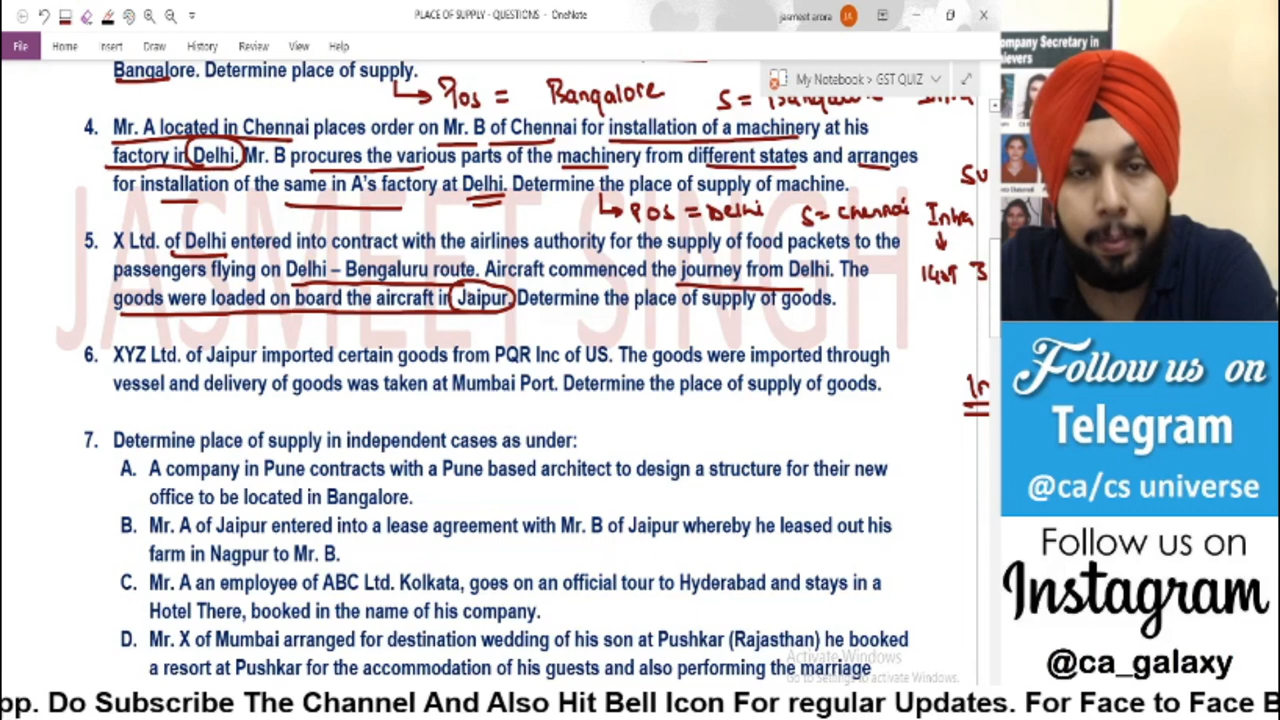 PLACE OF SUPPLY - QUESTIONS - OneNote
jasmeet arora
JA
File Home Insert Draw History Review View Help
My Notebook > GST QUIZ
Bangalore. Determine place of supply.
Pos = Bangalore
4. Mr. A located in Chennai places order on Mr. B of Chennai for installation of a machinery at his
factory in Delhi. Mr. B procures the various parts of the machinery from different states and arranges
for installation of the same in A's factory at Delhi. Determine the place of supply of machine.
POS = Delhi S = Chennai
5. X Ltd. of Delhi entered into contract with the airlines authority for the supply of food packets to the
passengers flying on Delhi – Bengaluru route. Aircraft commenced the journey from Delhi. The
goods were loaded on board the aircraft in Jaipur. Determine the place of supply of goods.
6. XYZ Ltd. of Jaipur imported certain goods from PQR Inc of US. The goods were imported through
vessel and delivery of goods was taken at Mumbai Port. Determine the place of supply of goods.
7. Determine place of supply in independent cases as under:
A. A company in Pune contracts with a Pune based architect to design a structure for their new
office to be located in Bangalore.
B. Mr. A of Jaipur entered into a lease agreement with Mr. B of Jaipur whereby he leased out his
farm in Nagpur to Mr. B.
C. Mr. A an employee of ABC Ltd. Kolkata, goes on an official tour to Hyderabad and stays in a
Hotel There, booked in the name of his company.
D. Mr. X of Mumbai arranged for destination wedding of his son at Pushkar (Rajasthan) he booked
a resort at Pushkar for the accommodation of his guests and also performing the marriage
JASMEET SINGH
Activate Windows
Go to Settings to activate Windows.
Company Secretary in
Follow us on
Telegram
@ca/cs universe
Follow us on
Instagram
@ca_galaxy
pp. Do Subscribe The Channel And Also Hit Bell Icon For regular Updates. For Face to Face B